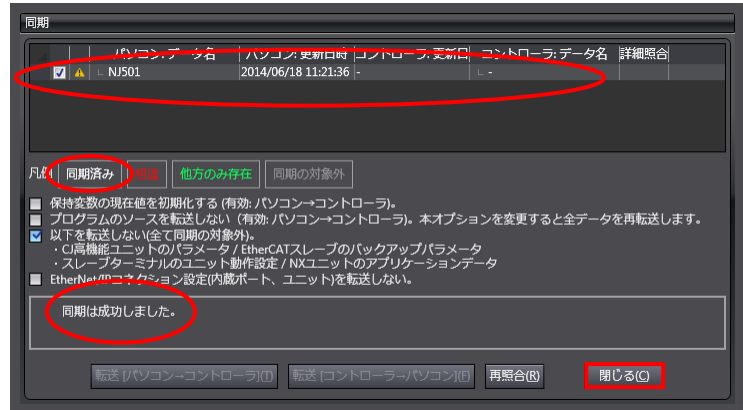 同期
パソコン:データ名 パソコン:更新日時 コントローラ:更新日 コントローラ:データ名 詳細照合
NJ501 2014/06/18 11:21:36 - -
凡例 同期済み 転送 他方のみ存在 同期の対象外
保持変数の現在値を初期化する (有効: パソコン→コントローラ)。
プログラムのソースを転送しない (有効: パソコン→コントローラ)。本オプションを変更すると全データを再転送します。
以下を転送しない(全て同期の対象外)。
・CJ高機能ユニットのパラメータ / EtherCATスレーブのバックアップパラメータ
・スレーブターミナルのユニット動作設定 / NXユニットのアプリケーションデータ
EtherNet/IPコネクション設定(内蔵ポート、ユニット)を転送しない。
同期は成功しました。
転送 [パソコン→コントローラ](T) 転送 [コントローラ→パソコン](F) 再照合(R) 閉じる(C)